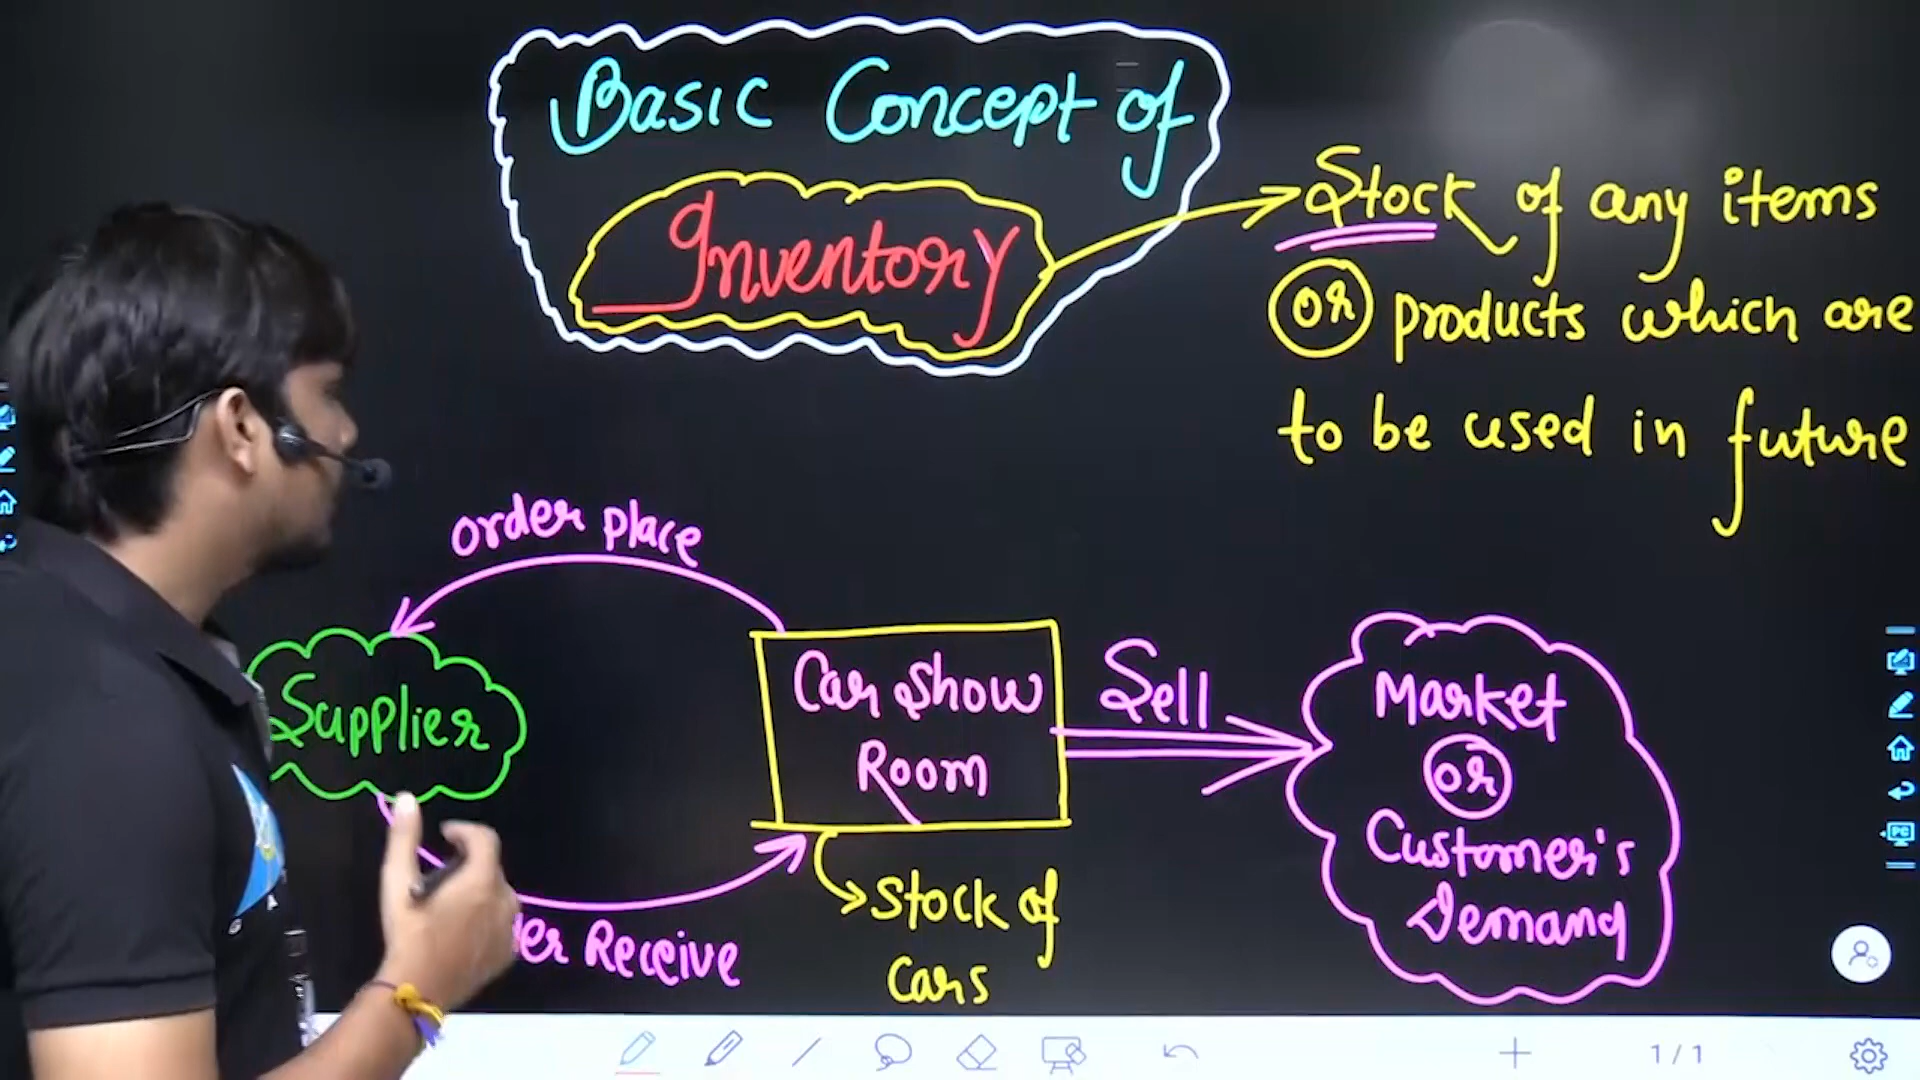 Basic Concept of
Inventory
Stock of any items
or products which are
to be used in future
order place
Supplier
Car Show
Room
Sell
Market
or
Customer's
Demand
Receive
Stock of
Cars
PC
1/1